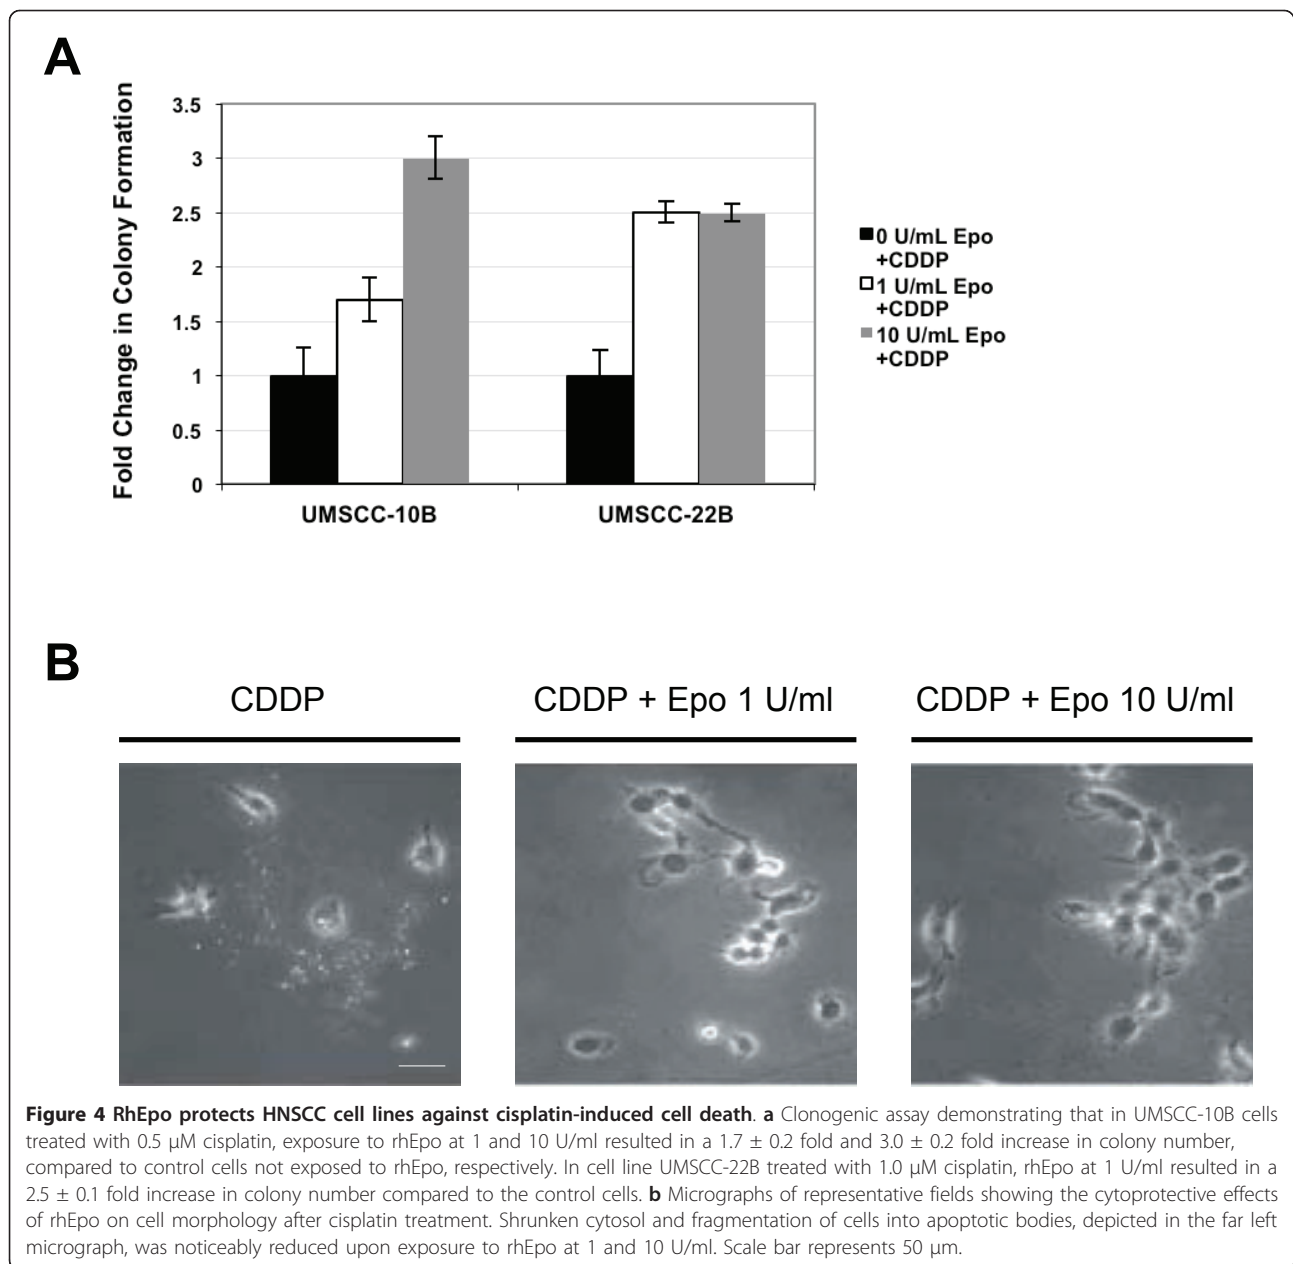 A
Fold Change in Colony Formation
3.5
3
2.5
2
1.5
1
0.5
0
UMSCC-10B
UMSCC-22B
0 U/mL Epo
+CDDP
1 U/mL Epo
+CDDP
10 U/mL Epo
+CDDP
B
CDDP
CDDP + Epo 1 U/ml
CDDP + Epo 10 U/ml
Figure 4 RhEpo protects HNSCC cell lines against cisplatin-induced cell death. a Clonogenic assay demonstrating that in UMSCC-10B cells
treated with 0.5 μM cisplatin, exposure to rhEpo at 1 and 10 U/ml resulted in a 1.7 ± 0.2 fold and 3.0 ± 0.2 fold increase in colony number,
compared to control cells not exposed to rhEpo, respectively. In cell line UMSCC-22B treated with 1.0 μM cisplatin, rhEpo at 1 U/ml resulted in a
2.5 ± 0.1 fold increase in colony number compared to the control cells. b Micrographs of representative fields showing the cytoprotective effects
of rhEpo on cell morphology after cisplatin treatment. Shrunken cytosol and fragmentation of cells into apoptotic bodies, depicted in the far left
micrograph, was noticeably reduced upon exposure to rhEpo at 1 and 10 U/ml. Scale bar represents 50 μm.